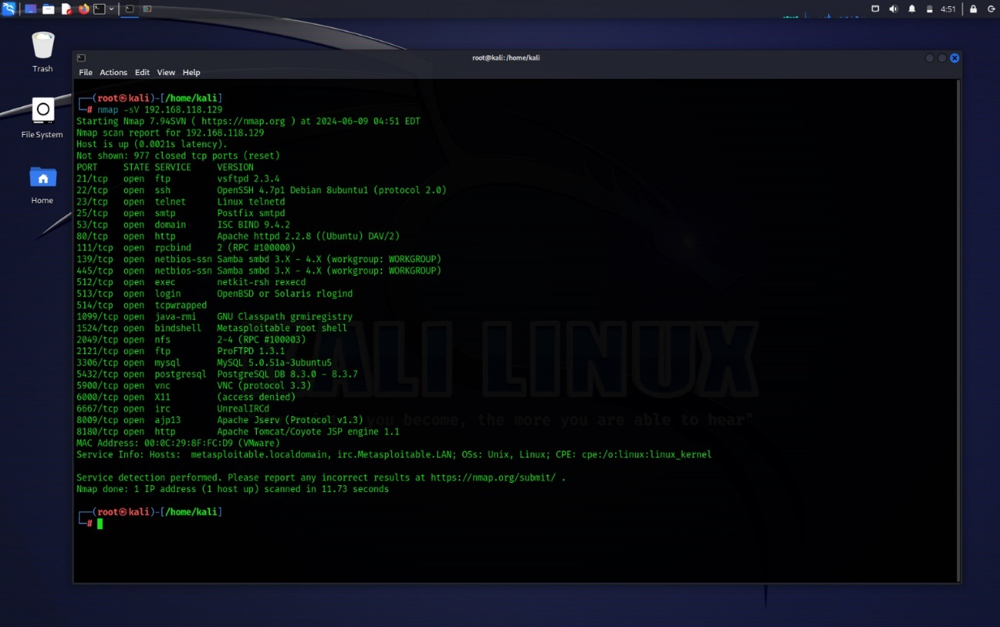 4:51
Trash
File System
Home
root@kali: /home/kali
File Actions Edit View Help
┌──(root㉿kali)-[/home/kali]
└─# nmap -sV 192.168.118.129
Starting Nmap 7.94SVN ( https://nmap.org ) at 2024-06-09 04:51 EDT
Nmap scan report for 192.168.118.129
Host is up (0.0021s latency).
Not shown: 977 closed tcp ports (reset)
PORT     STATE SERVICE     VERSION
21/tcp   open  ftp         vsftpd 2.3.4
22/tcp   open  ssh         OpenSSH 4.7p1 Debian 8ubuntu1 (protocol 2.0)
23/tcp   open  telnet      Linux telnetd
25/tcp   open  smtp        Postfix smtpd
53/tcp   open  domain      ISC BIND 9.4.2
80/tcp   open  http        Apache httpd 2.2.8 ((Ubuntu) DAV/2)
111/tcp  open  rpcbind     2 (RPC #100000)
139/tcp  open  netbios-ssn Samba smbd 3.X - 4.X (workgroup: WORKGROUP)
445/tcp  open  netbios-ssn Samba smbd 3.X - 4.X (workgroup: WORKGROUP)
512/tcp  open  exec        netkit-rsh rexecd
513/tcp  open  login       OpenBSD or Solaris rlogind
514/tcp  open  tcpwrapped
1099/tcp open  java-rmi    GNU Classpath grmiregistry
1524/tcp open  bindshell   Metasploitable root shell
2049/tcp open  nfs         2-4 (RPC #100003)
2121/tcp open  ftp         ProFTPD 1.3.1
3306/tcp open  mysql       MySQL 5.0.51a-3ubuntu5
5432/tcp open  postgresql  PostgreSQL DB 8.3.0 - 8.3.7
5900/tcp open  vnc         VNC (protocol 3.3)
6000/tcp open  X11         (access denied)
6667/tcp open  irc         UnrealIRCd
8009/tcp open  ajp13       Apache Jserv (Protocol v1.3)
8180/tcp open  http        Apache Tomcat/Coyote JSP engine 1.1
MAC Address: 00:0C:29:8F:FC:D9 (VMware)
Service Info: Hosts:  metasploitable.localdomain, irc.Metasploitable.LAN; OSs: Unix, Linux; CPE: cpe:/o:linux:linux_kernel
Service detection performed. Please report any incorrect results at https://nmap.org/submit/ .
Nmap done: 1 IP address (1 host up) scanned in 11.73 seconds
┌──(root㉿kali)-[/home/kali]
└─#
KALI LINUX
you become, the more you are able to hear"